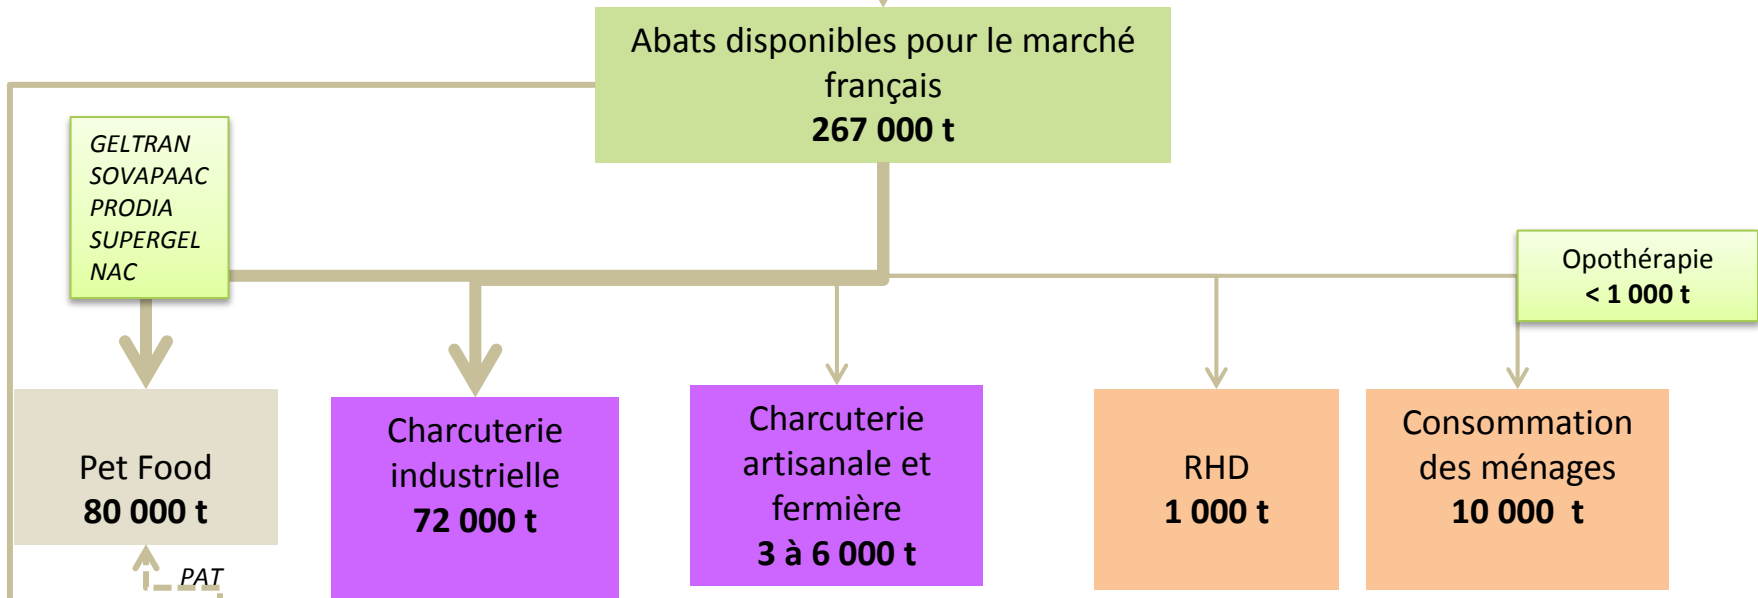 Abats disponibles pour le marché
français
267 000 t
GELTRAN
SOVAPAAC
PRODIA
SUPERGEL
NAC
Opothérapie
< 1 000 t
Pet Food
80 000 t
Charcuterie
industrielle
72 000 t
Charcuterie
artisanale et
fermière
3 à 6 000 t
RHD
1 000 t
Consommation
des ménages
10 000 t
PAT